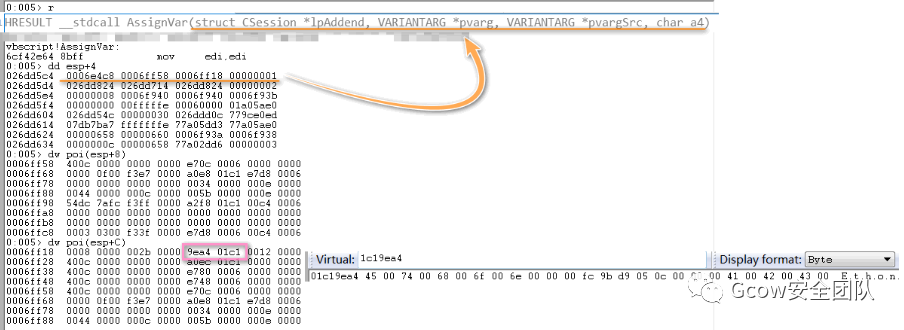 0:005> r
HRESULT __stdcall AssignVar(struct CSession *lpAddend, VARIANTARG *pvarg, VARIANTARG *pvargSrc, char a4)
vbscript!AssignVar:
6cf42e64 8bff mov edi,edi
0:005> dd esp+4
026dd5c4 0006e4c8 0006ff58 0006ff18 00000001
026dd5d4 026dd824 026dd714 026dd824 00000002
026dd5e4 00000008 0006f940 0006f940 0006f93b
026dd5f4 00000000 00fffffe 00060000 01a05ae0
026dd604 026dd54c 00000030 026dddc0c 779ce0ed
026dd614 07db7ba7 fffffffe 77a05dd3 77a05ae0
026dd624 00000658 00000660 0006f93a 0006f938
026dd634 00000000 0000c658 77a02dd6 00000003
0:005> dw poi(esp+8)
0006ff58 400c 0000 0000 0000 e70c 0006 0000 0000
0006ff68 0000 0f00 f3e7 0000 a0e8 01c1 e7d8 0006
0006ff78 0000 0000 0000 0000 0034 0000 000e 0000
0006ff88 0044 0000 000c 0000 005b 0000 000e 0000
0006ff98 54dc 7afc f3ff 0000 a2f8 01c1 00c4 0006
0006ffa8 0000 0000 0000 0000 0000 0000 0000 0000
0006ffb8 0000 0000 0000 0000 0000 0000 0000 0000
0006ffc8 0003 0300 f33f 0000 e7d8 0006 00c4 0006
0:005> dw poi(esp+C)
0006ff18 0008 0000 002b 0000 9ea4 01c1 0012 0000
0006ff28 400c 0000 0000 0000 a0ec 01c1 0000 0000
0006ff38 400c 0000 0000 0000 e780 0006 0000 0000
0006ff48 400c 0000 0000 0000 e748 0006 0000 0000
0006ff58 400c 0000 0000 0000 e70c 0006 0000 0000
0006ff68 0000 0f00 f3e7 0000 a0e8 01c1 e7d8 0006
0006ff78 0000 0000 0000 0000 0034 0000 000e 0000
0006ff88 0044 0000 000c 0000 005b 0000 000e 0000
Virtual: 1c19ea4
Display format: Byte
01c19ea4 45 00 74 00 68 00 6f 00 6e 00 00 00 fc 9b d9 05 0c 00 00 00 41 00 42 00 43 00 E.t.h.o.n.
Gcow安全团队